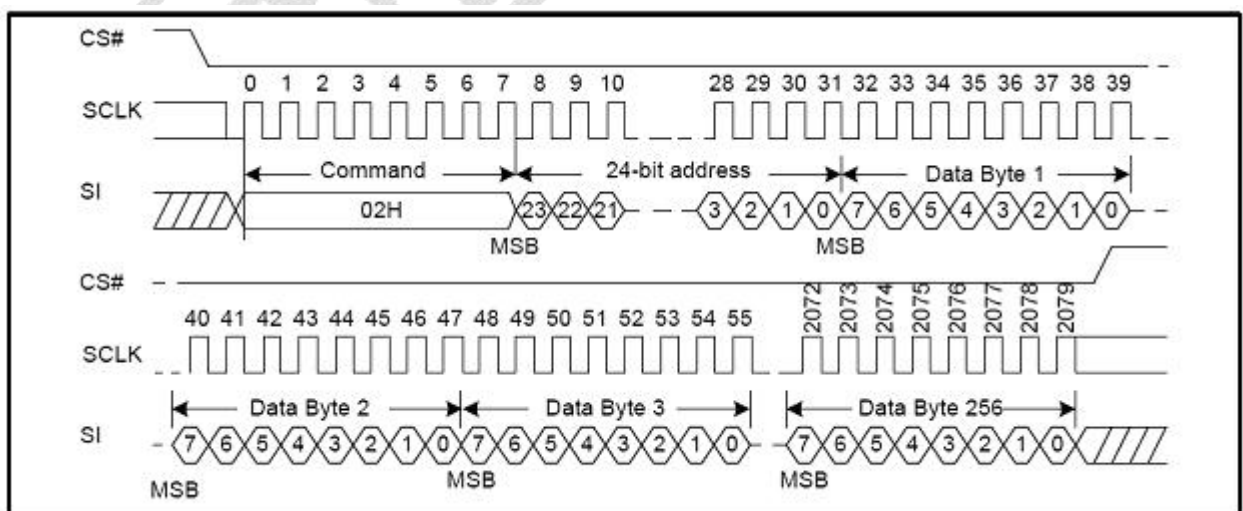 CS#
0 1 2 3 4 5 6 7 8 9 10 28 29 30 31 32 33 34 35 36 37 38 39
SCLK
Command 24-bit address Data Byte 1
SI
02H 23 22 21 3 2 1 0 7 6 5 4 3 2 1 0
MSB MSB
CS#
40 41 42 43 44 45 46 47 48 49 50 51 52 53 54 55 2072 2073 2074 2075 2076 2077 2078 2079
SCLK
Data Byte 2 Data Byte 3 Data Byte 256
SI 7 6 5 4 3 2 1 0 7 6 5 4 3 2 1 0 7 6 5 4 3 2 1 0
MSB MSB MSB